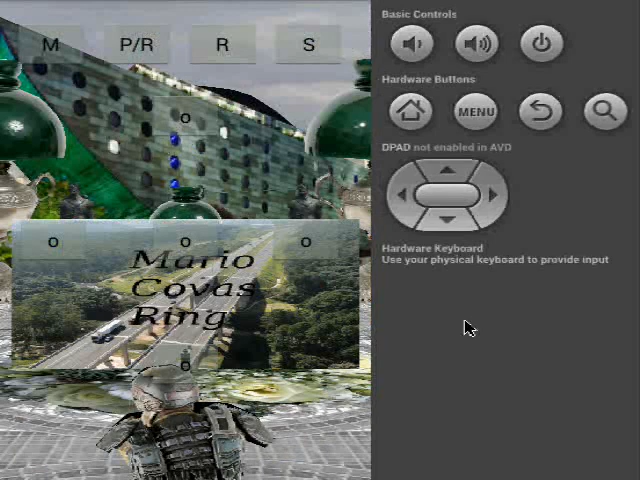 M P/R R S
o
o o o
Mario
Covas
Ring
o
Basic Controls
Hardware Buttons
MENU
DPAD not enabled in AVD
Hardware Keyboard
Use your physical keyboard to provide input